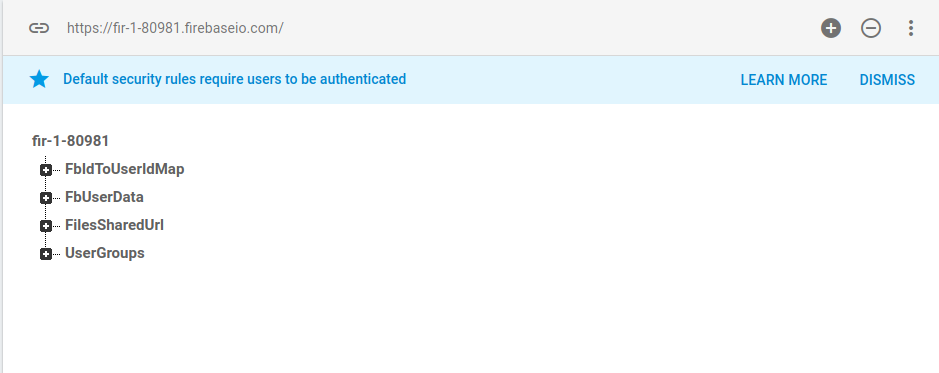 https://fir-1-80981.firebaseio.com/
Default security rules require users to be authenticated LEARN MORE DISMISS
fir-1-80981
FbIdToUserIdMap
FbUserData
FilesSharedUrl
UserGroups